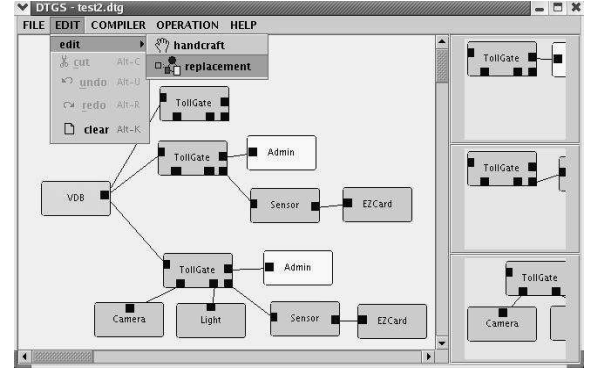 DTGS - test2.dtg
FILE EDIT COMPILER OPERATION HELP
edit
handcraft
cut Alt-C
replacement
undo Alt-U
redo Alt-R
clear Alt-K
TollGate
TollGate
Admin
VDB
Sensor
EZCard
TollGate
Admin
Camera
Light
Sensor
EZCard
TollGate
TollGate
TollGate
Camera